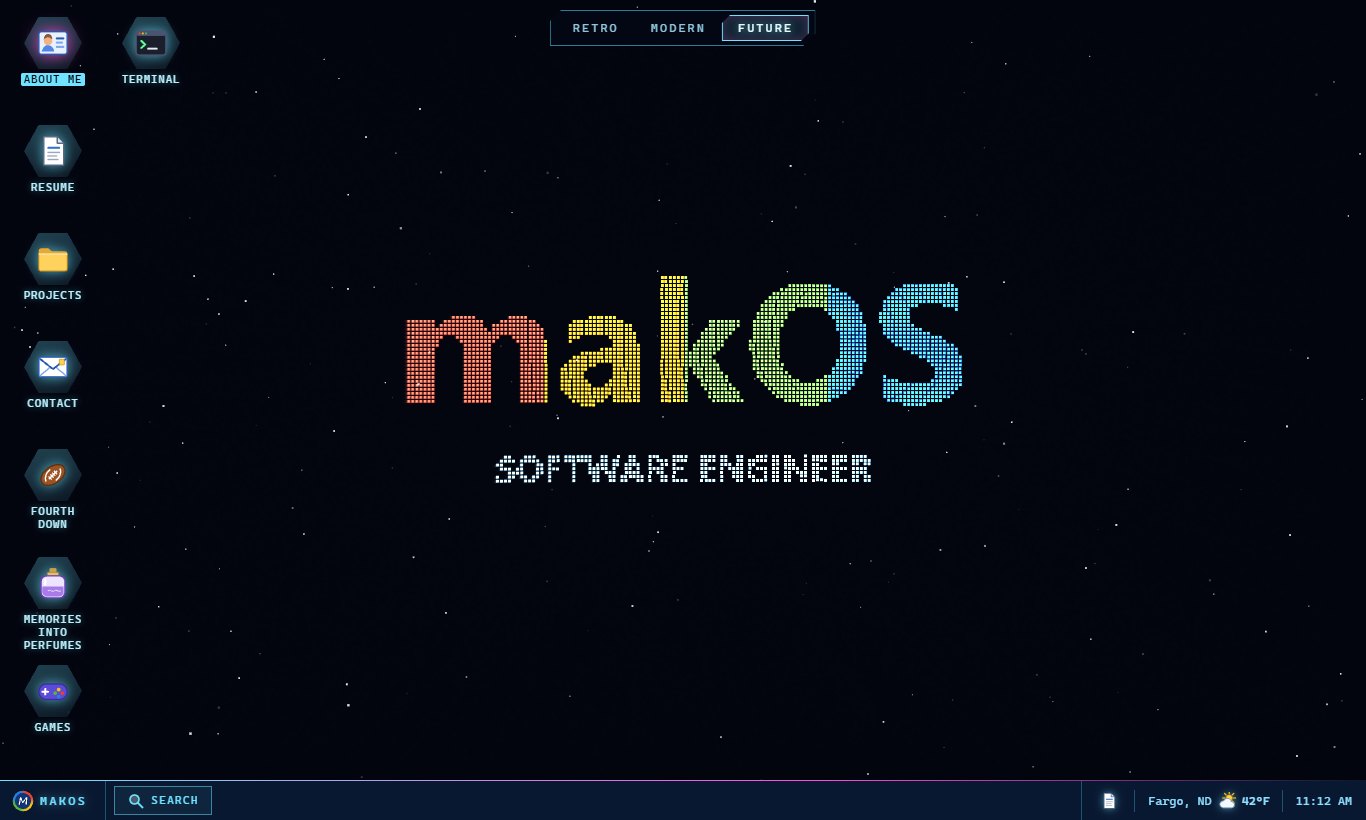 RETRO MODERN FUTURE
ABOUT ME
TERMINAL
RESUME
PROJECTS
CONTACT
FOURTH
DOWN
MEMORIES
INTO
PERFUMES
GAMES
makOS
SOFTWARE ENGINEER
M MAKOS
SEARCH
Fargo, ND 42°F
11:12 AM